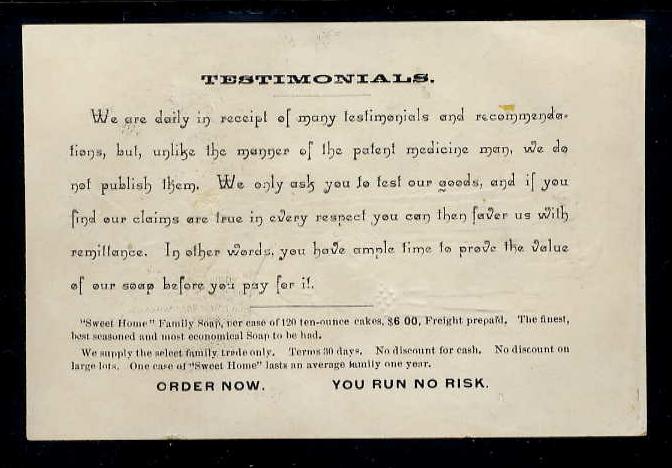 TESTIMONIALS.
We are daily in receipt of many testimonials and recommenda-
tions, but, unlike the manner of the patent medicine man, we do
not publish them. We only ask you to test our goods, and if you
find our claims are true in every respect you can then favor us with
remittance. In other words, you have ample time to prove the value
of our soap before you pay for it.
"Sweet Home" Family Soap, per case of 120 ten-ounce cakes, $6 00, Freight prepaid. The finest,
best seasoned and most economical Soap to be had.
We supply the select family trade only. Terms 30 days. No discount for cash. No discount on
large lots. One case of "Sweet Home" lasts an average family one year.
ORDER NOW. YOU RUN NO RISK.